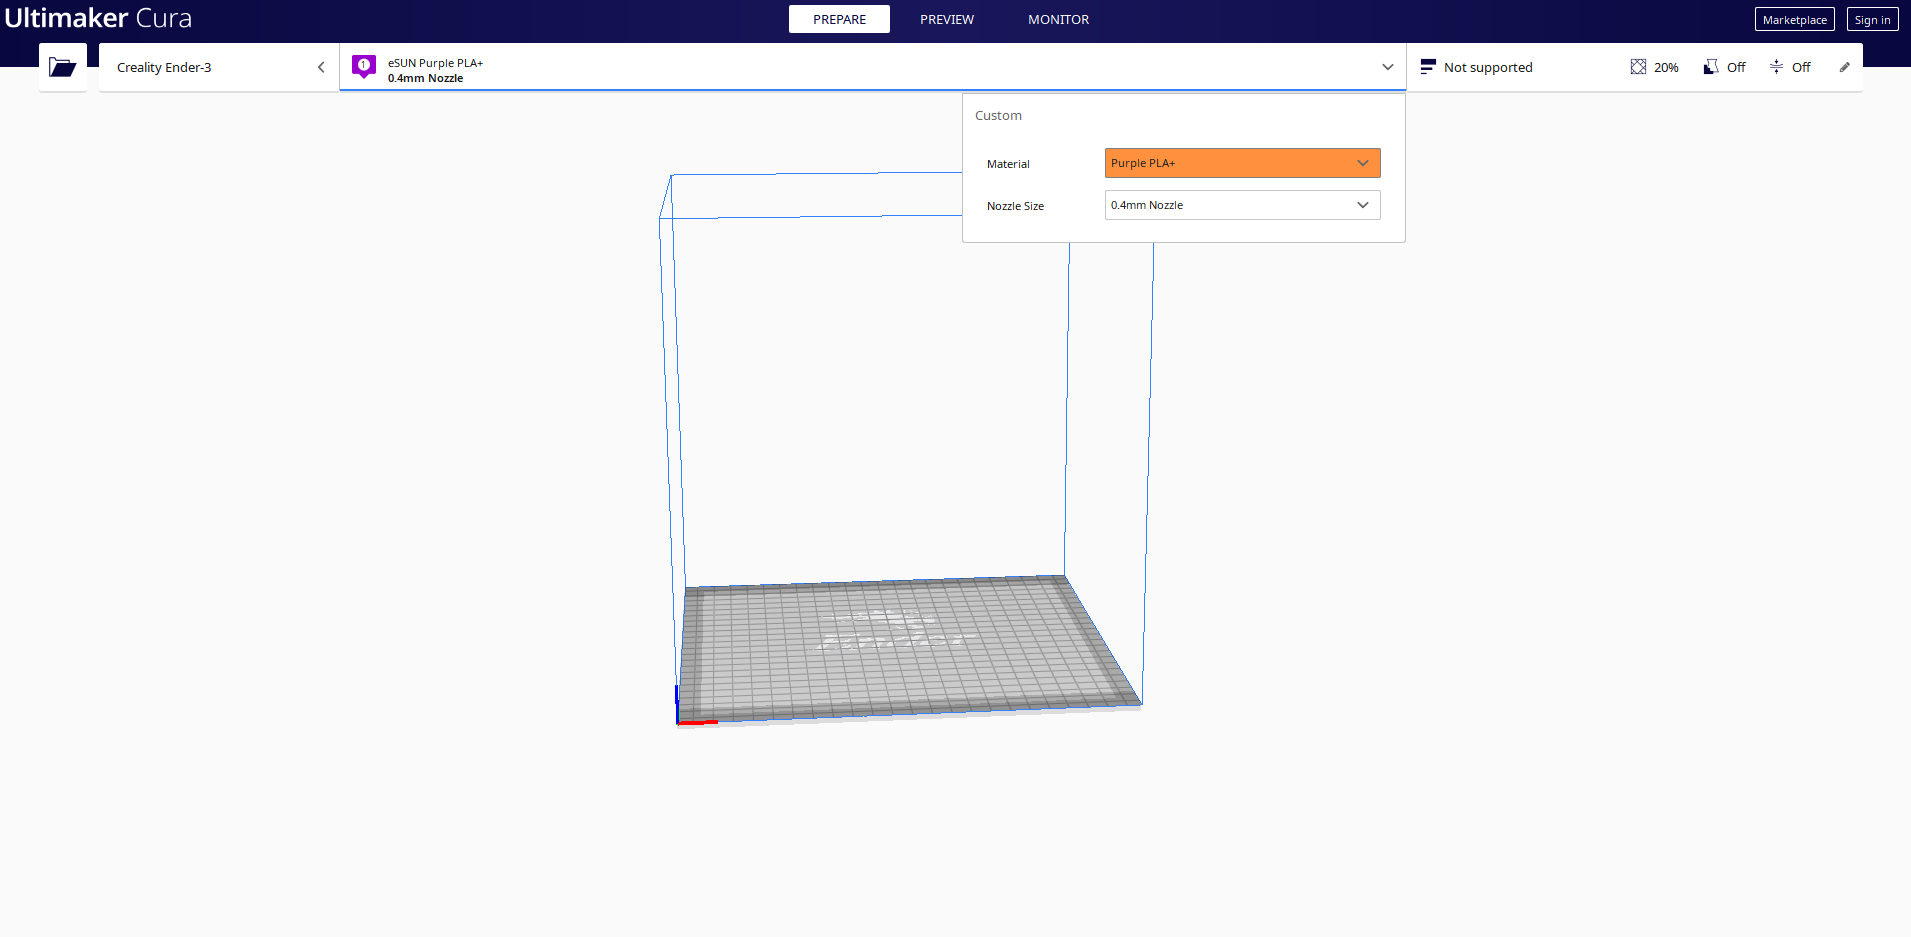 Ultimaker Cura
PREPARE
PREVIEW
MONITOR
Marketplace
Sign in
Creality Ender-3
1
eSUN Purple PLA+
0.4mm Nozzle
Not supported
20%
Off
Off
Custom
Material
Purple PLA+
Nozzle Size
0.4mm Nozzle